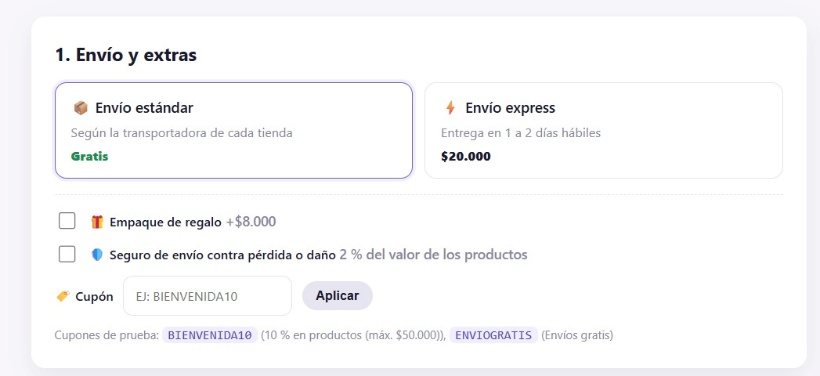 1. Envío y extras
Envío estándar
Según la transportadora de cada tienda
Gratis
Envío express
Entrega en 1 a 2 días hábiles
$20.000
Empaque de regalo +$8.000
Seguro de envío contra pérdida o daño 2 % del valor de los productos
Cupón EJ: BIENVENIDA10 Aplicar
Cupones de prueba: BIENVENIDA10 (10 % en productos (máx. $50.000)), ENVIOGRATIS (Envíos gratis)